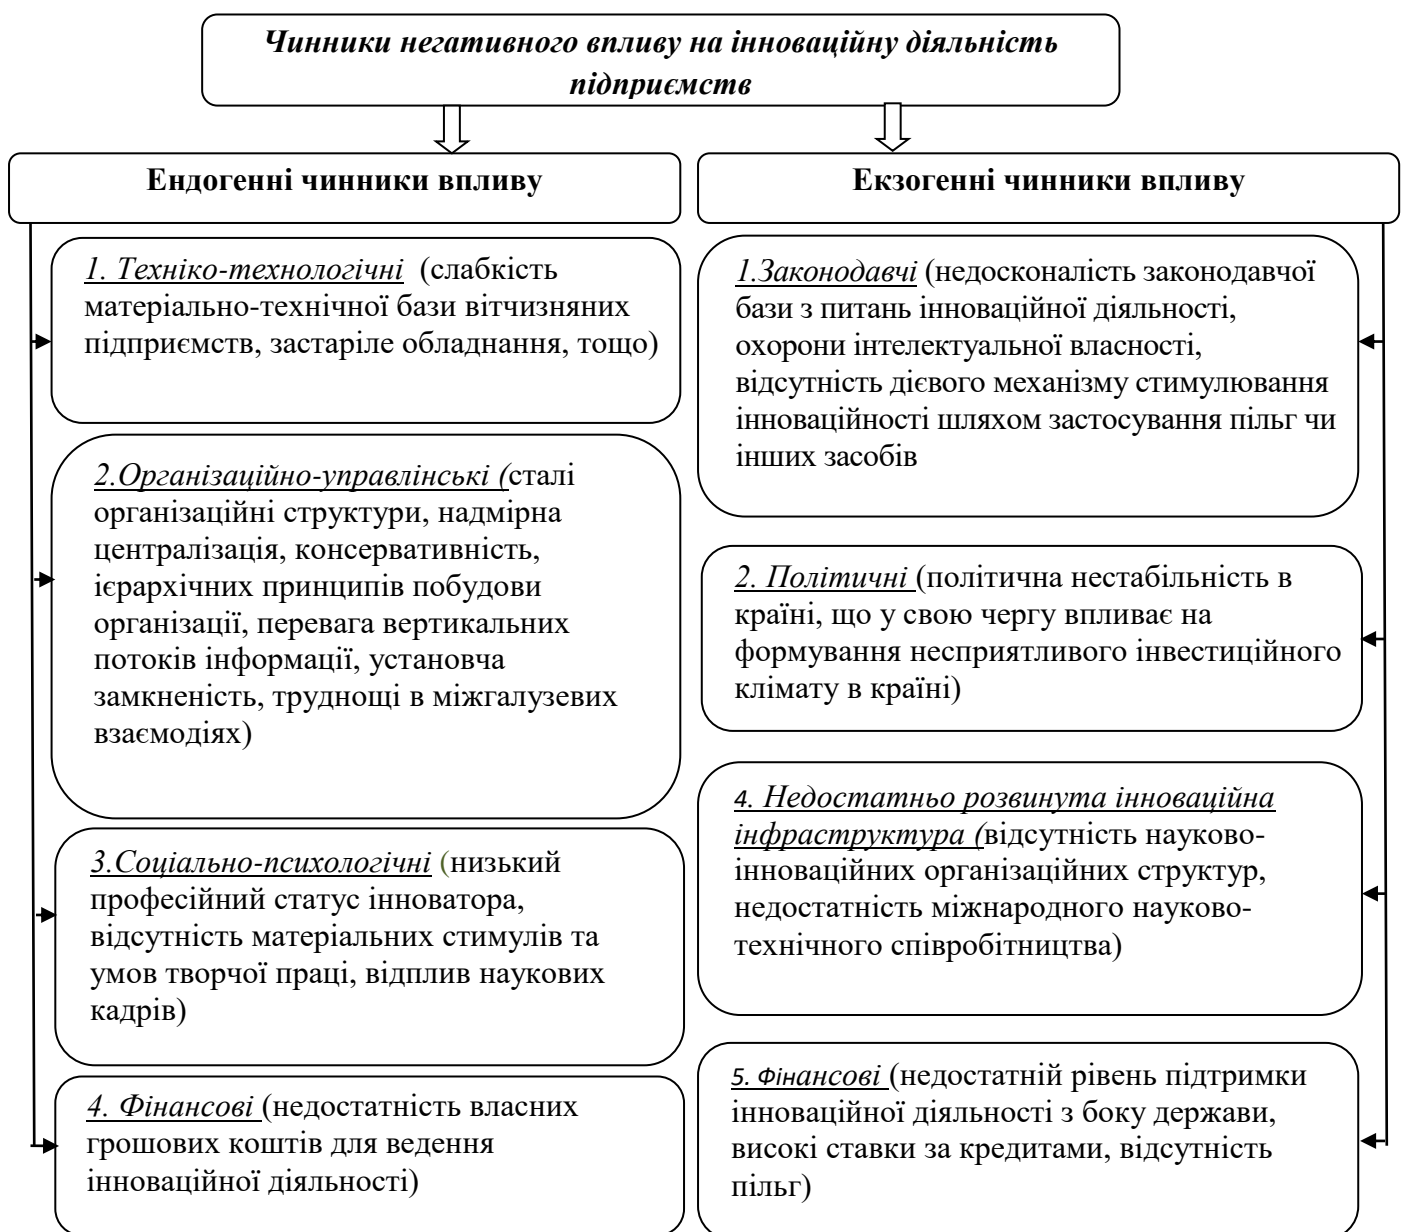 Чинники негативного впливу на інноваційну діяльність
підприємств
Ендогенні чинники впливу
1. Техніко-технологічні (слабкість
матеріально-технічної бази вітчизняних
підприємств, застаріле обладнання, тощо)
2.Організаційно-управлінські (сталі
організаційні структури, надмірна
централізація, консервативність,
ієрархічних принципів побудови
організації, перевага вертикальних
потоків інформації, установча
замкненість, труднощі в міжгалузевих
взаємодіях)
3.Соціально-психологічні (низький
професійний статус інноватора,
відсутність матеріальних стимулів та
умов творчої праці, відплив наукових
кадрів)
4. Фінансові (недостатність власних
грошових коштів для ведення
інноваційної діяльності)
Екзогенні чинники впливу
1.Законодавчі (недосконалість законодавчої
бази з питань інноваційної діяльності,
охорони інтелектуальної власності,
відсутність дієвого механізму стимулювання
інноваційності шляхом застосування пільг чи
інших засобів
2. Політичні (політична нестабільність в
країні, що у свою чергу впливає на
формування несприятливого інвестиційного
клімату в країні)
4. Недостатньо розвинута інноваційна
інфраструктура (відсутність науково-
інноваційних організаційних структур,
недостатність міжнародного науково-
технічного співробітництва)
5. Фінансові (недостатній рівень підтримки
інноваційної діяльності з боку держави,
високі ставки за кредитами, відсутність
пільг)